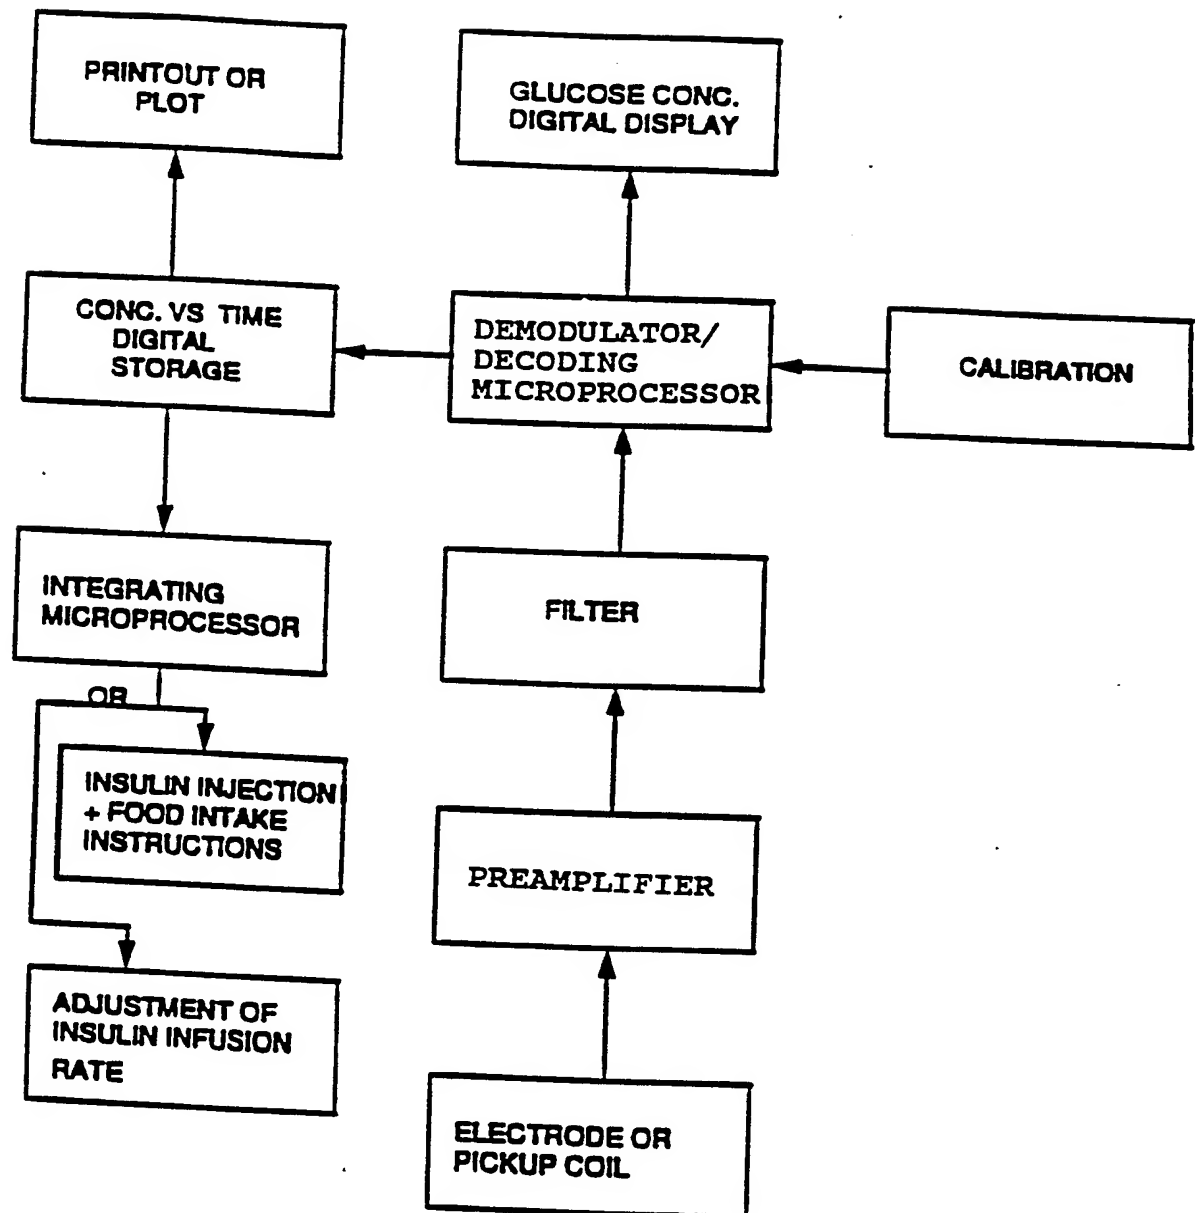 PRINTOUT OR
PLOT
GLUCOSE CONC.
DIGITAL DISPLAY
CONC. VS TIME
DIGITAL
STORAGE
DEMODULATOR/
DECODING
MICROPROCESSOR
CALIBRATION
INTEGRATING
MICROPROCESSOR
FILTER
OR
INSULIN INJECTION
+ FOOD INTAKE
INSTRUCTIONS
PREAMPLIFIER
ADJUSTMENT OF
INSULIN INFUSION
RATE
ELECTRODE OR
PICKUP COIL